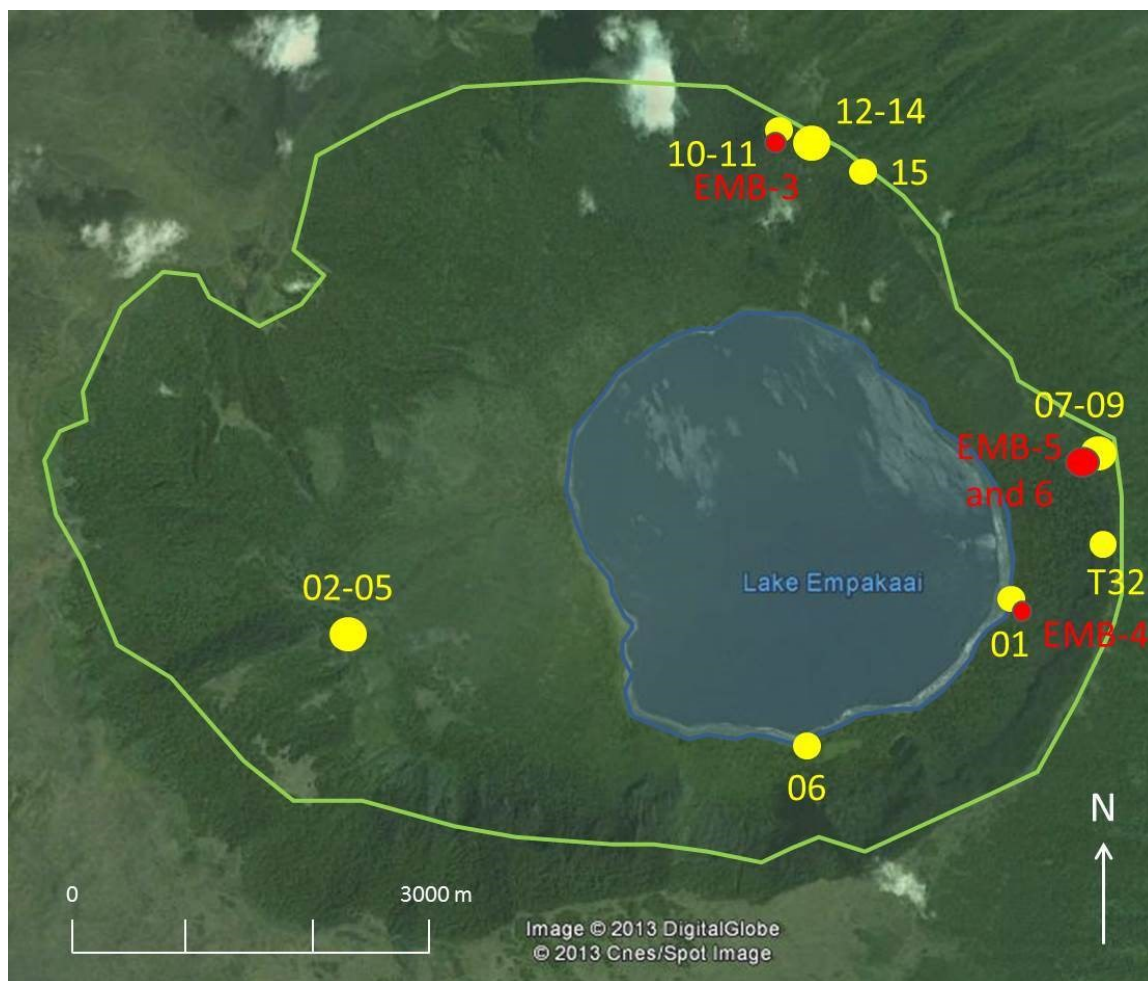 12-14
10-11
15
EMB-3
07-09
EMB-5
and 6
Lake Empakaai
T32
02-05
01
EMB-4
06
N
0
3000 m
Image © 2013 DigitalGlobe
© 2013 Cnes/Spot Image